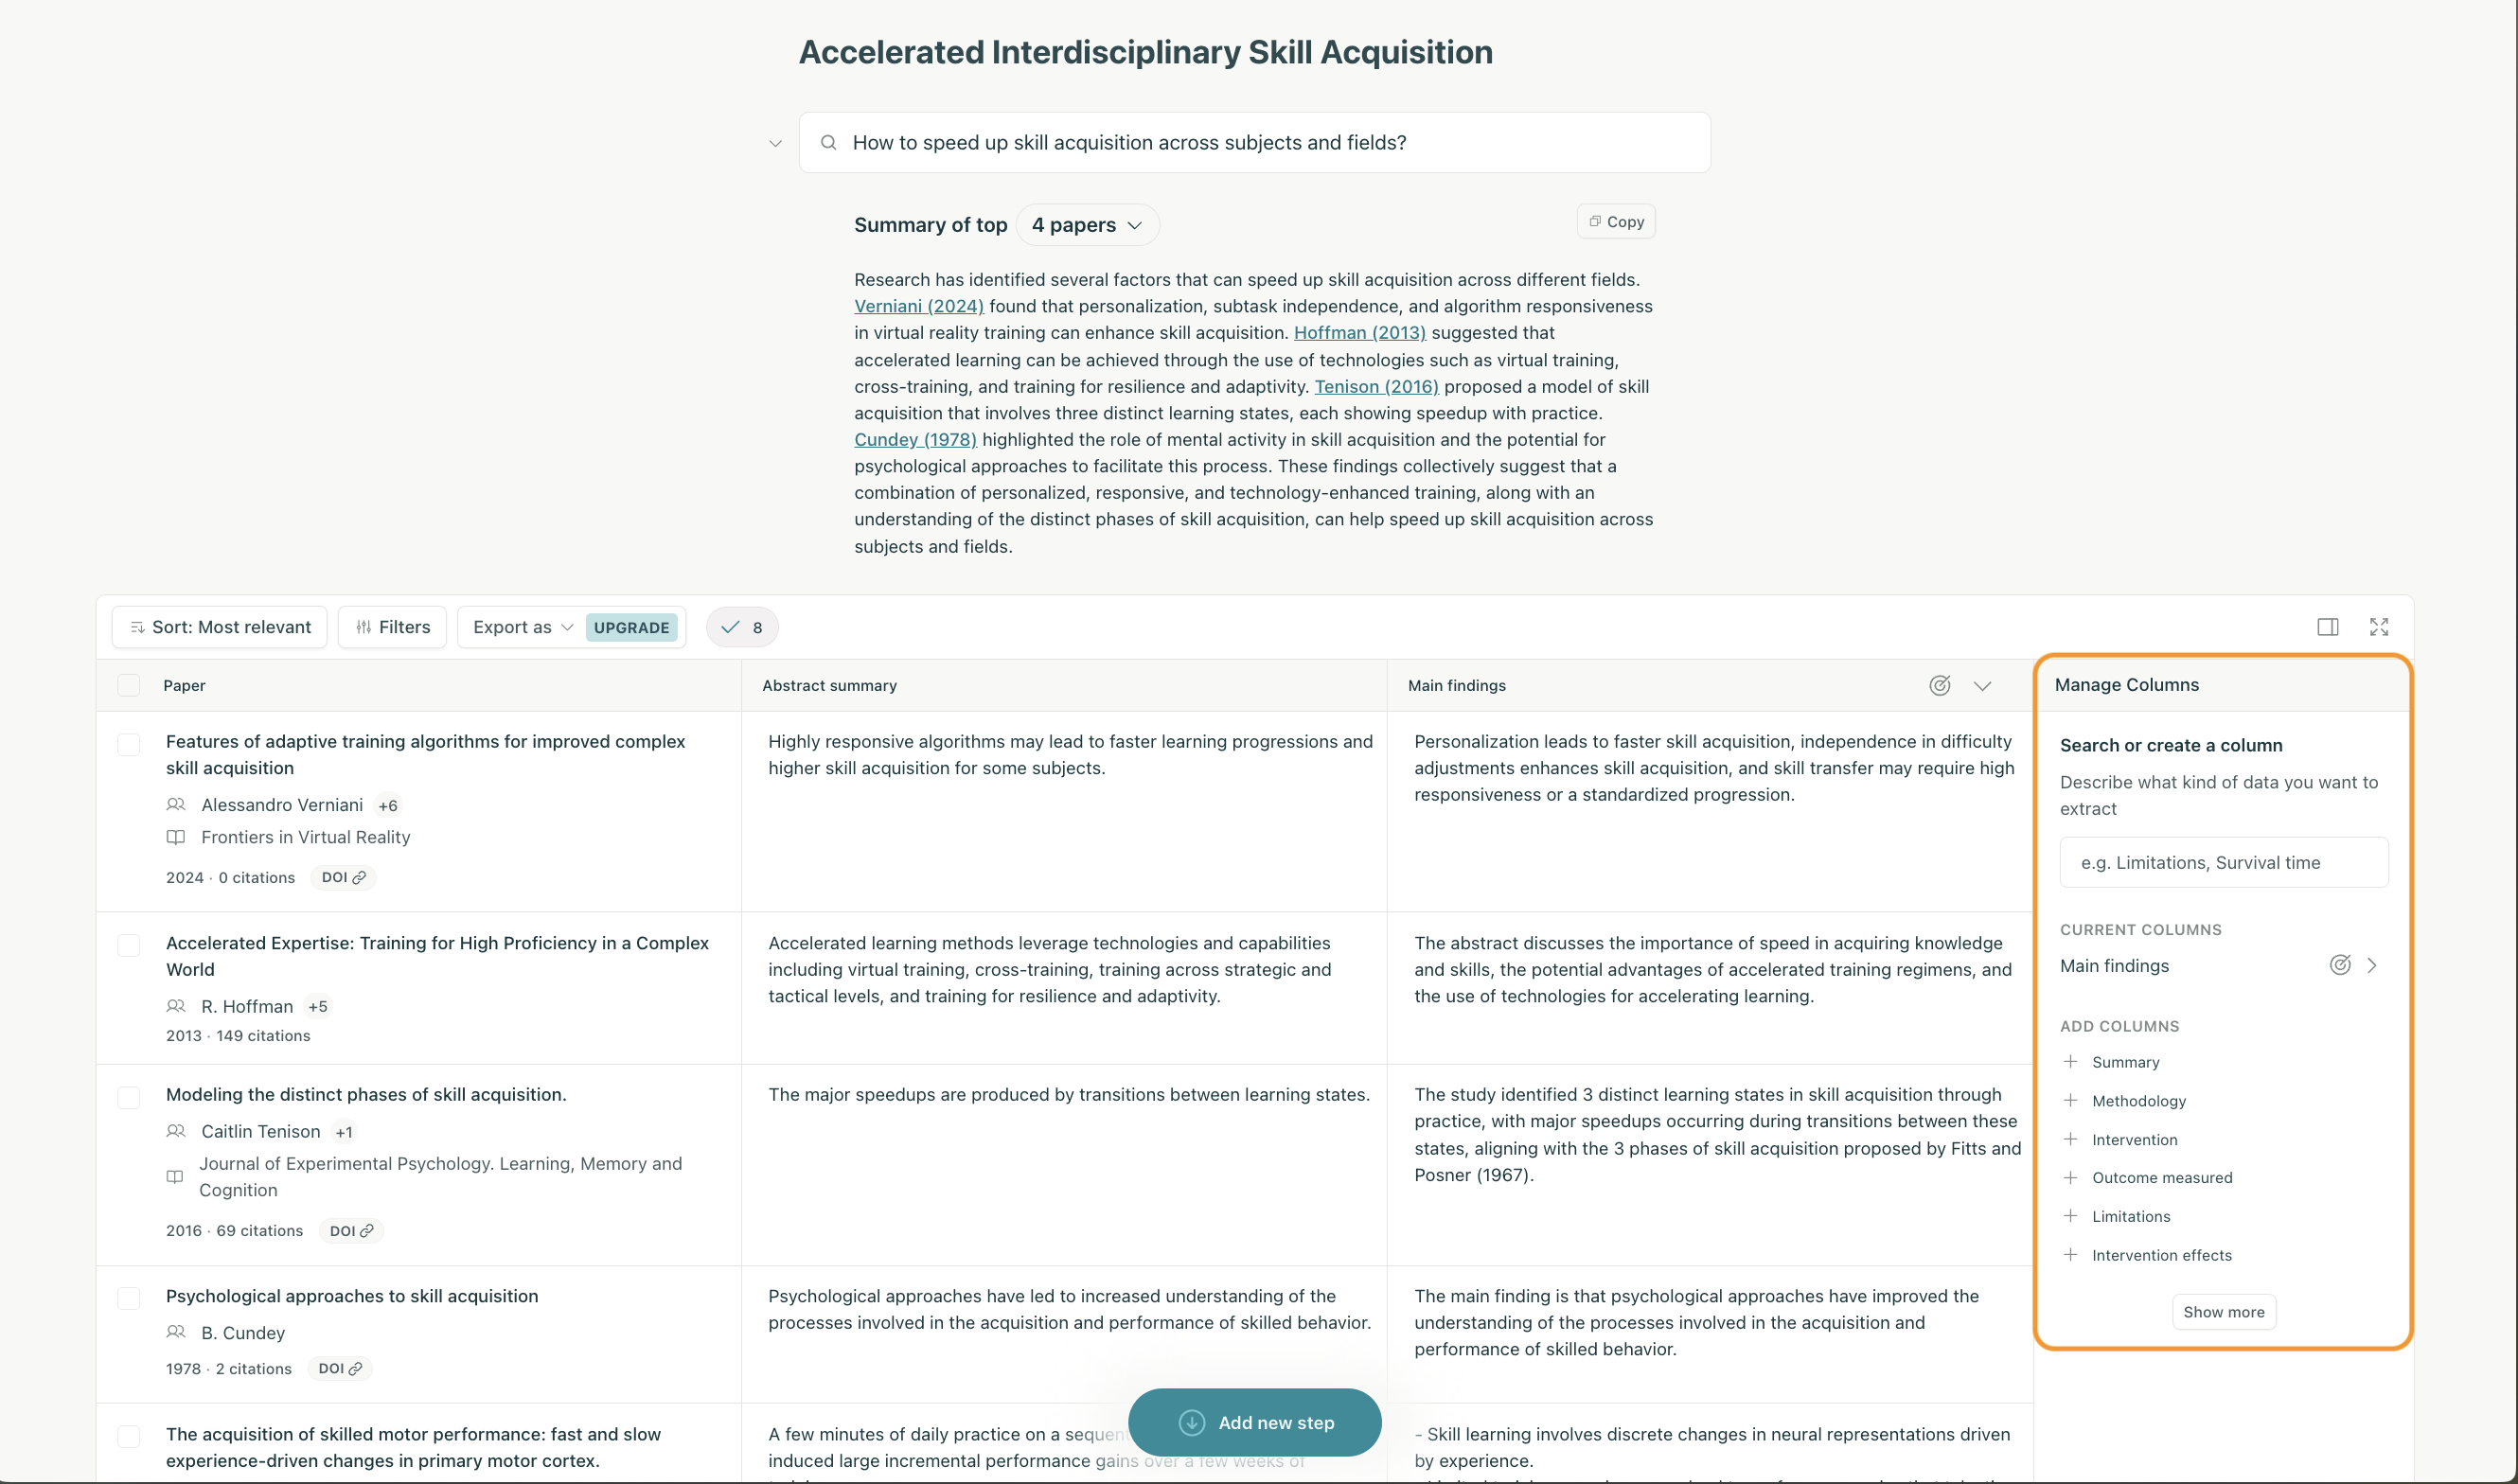 Accelerated Interdisciplinary Skill Acquisition
How to speed up skill acquisition across subjects and fields?
Summary of top 4 papers
Copy
Research has identified several factors that can speed up skill acquisition across different fields.
Verniani (2024) found that personalization, subtask independence, and algorithm responsiveness
in virtual reality training can enhance skill acquisition. Hoffman (2013) suggested that
accelerated learning can be achieved through the use of technologies such as virtual training,
cross-training, and training for resilience and adaptivity. Tenison (2016) proposed a model of skill
acquisition that involves three distinct learning states, each showing speedup with practice.
Cundey (1978) highlighted the role of mental activity in skill acquisition and the potential for
psychological approaches to facilitate this process. These findings collectively suggest that a
combination of personalized, responsive, and technology-enhanced training, along with an
understanding of the distinct phases of skill acquisition, can help speed up skill acquisition across
subjects and fields.
Sort: Most relevant
Filters
Export as UPGRADE
8
Paper
Abstract summary
Main findings
Features of adaptive training algorithms for improved complex
skill acquisition
Alessandro Verniani +6
Frontiers in Virtual Reality
2024 · 0 citations DOI
Highly responsive algorithms may lead to faster learning progressions and
higher skill acquisition for some subjects.
Personalization leads to faster skill acquisition, independence in difficulty
adjustments enhances skill acquisition, and skill transfer may require high
responsiveness or a standardized progression.
Accelerated Expertise: Training for High Proficiency in a Complex
World
R. Hoffman +5
2013 · 149 citations
Accelerated learning methods leverage technologies and capabilities
including virtual training, cross-training, training across strategic and
tactical levels, and training for resilience and adaptivity.
The abstract discusses the importance of speed in acquiring knowledge
and skills, the potential advantages of accelerated training regimens, and
the use of technologies for accelerating learning.
Modeling the distinct phases of skill acquisition.
Caitlin Tenison +1
Journal of Experimental Psychology. Learning, Memory and
Cognition
2016 · 69 citations DOI
The major speedups are produced by transitions between learning states.
The study identified 3 distinct learning states in skill acquisition through
practice, with major speedups occurring during transitions between these
states, aligning with the 3 phases of skill acquisition proposed by Fitts and
Posner (1967).
Psychological approaches to skill acquisition
B. Cundey
1978 · 2 citations DOI
Psychological approaches have led to increased understanding of the
processes involved in the acquisition and performance of skilled behavior.
The main finding is that psychological approaches have improved the
understanding of the processes involved in the acquisition and
performance of skilled behavior.
The acquisition of skilled motor performance: fast and slow
experience-driven changes in primary motor cortex.
A few minutes of daily practice on a
induced large incremental performance gains over a few weeks of
- Skill learning involves discrete changes in neural representations driven
by experience.
Add new step
Manage Columns
Search or create a column
Describe what kind of data you want to
extract
e.g. Limitations, Survival time
CURRENT COLUMNS
Main findings
ADD COLUMNS
Summary
Methodology
Intervention
Outcome measured
Limitations
Intervention effects
Show more